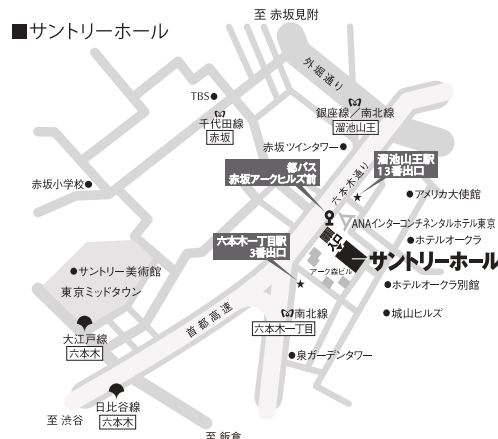 至 赤坂見附
■サントリーホール
外堀通り
TBS
千代田線
赤坂
銀座線／南北線
溜池山王
赤坂ツインタワー
溜池山王駅
13番出口
都バス
赤坂アークヒルズ前
六本木通り
赤坂小学校
アメリカ大使館
ANAインターコンチネンタルホテル東京
六本木一丁目駅
3番出口
入口
ホテルオークラ
サントリーホール
サントリー美術館
東京ミッドタウン
アーク森ビル
ホテルオークラ別館
大江戸線
六本木
首都高速
南北線
六本木一丁目
城山ヒルズ
泉ガーデンタワー
日比谷線
六本木
至 渋谷
至 飯倉